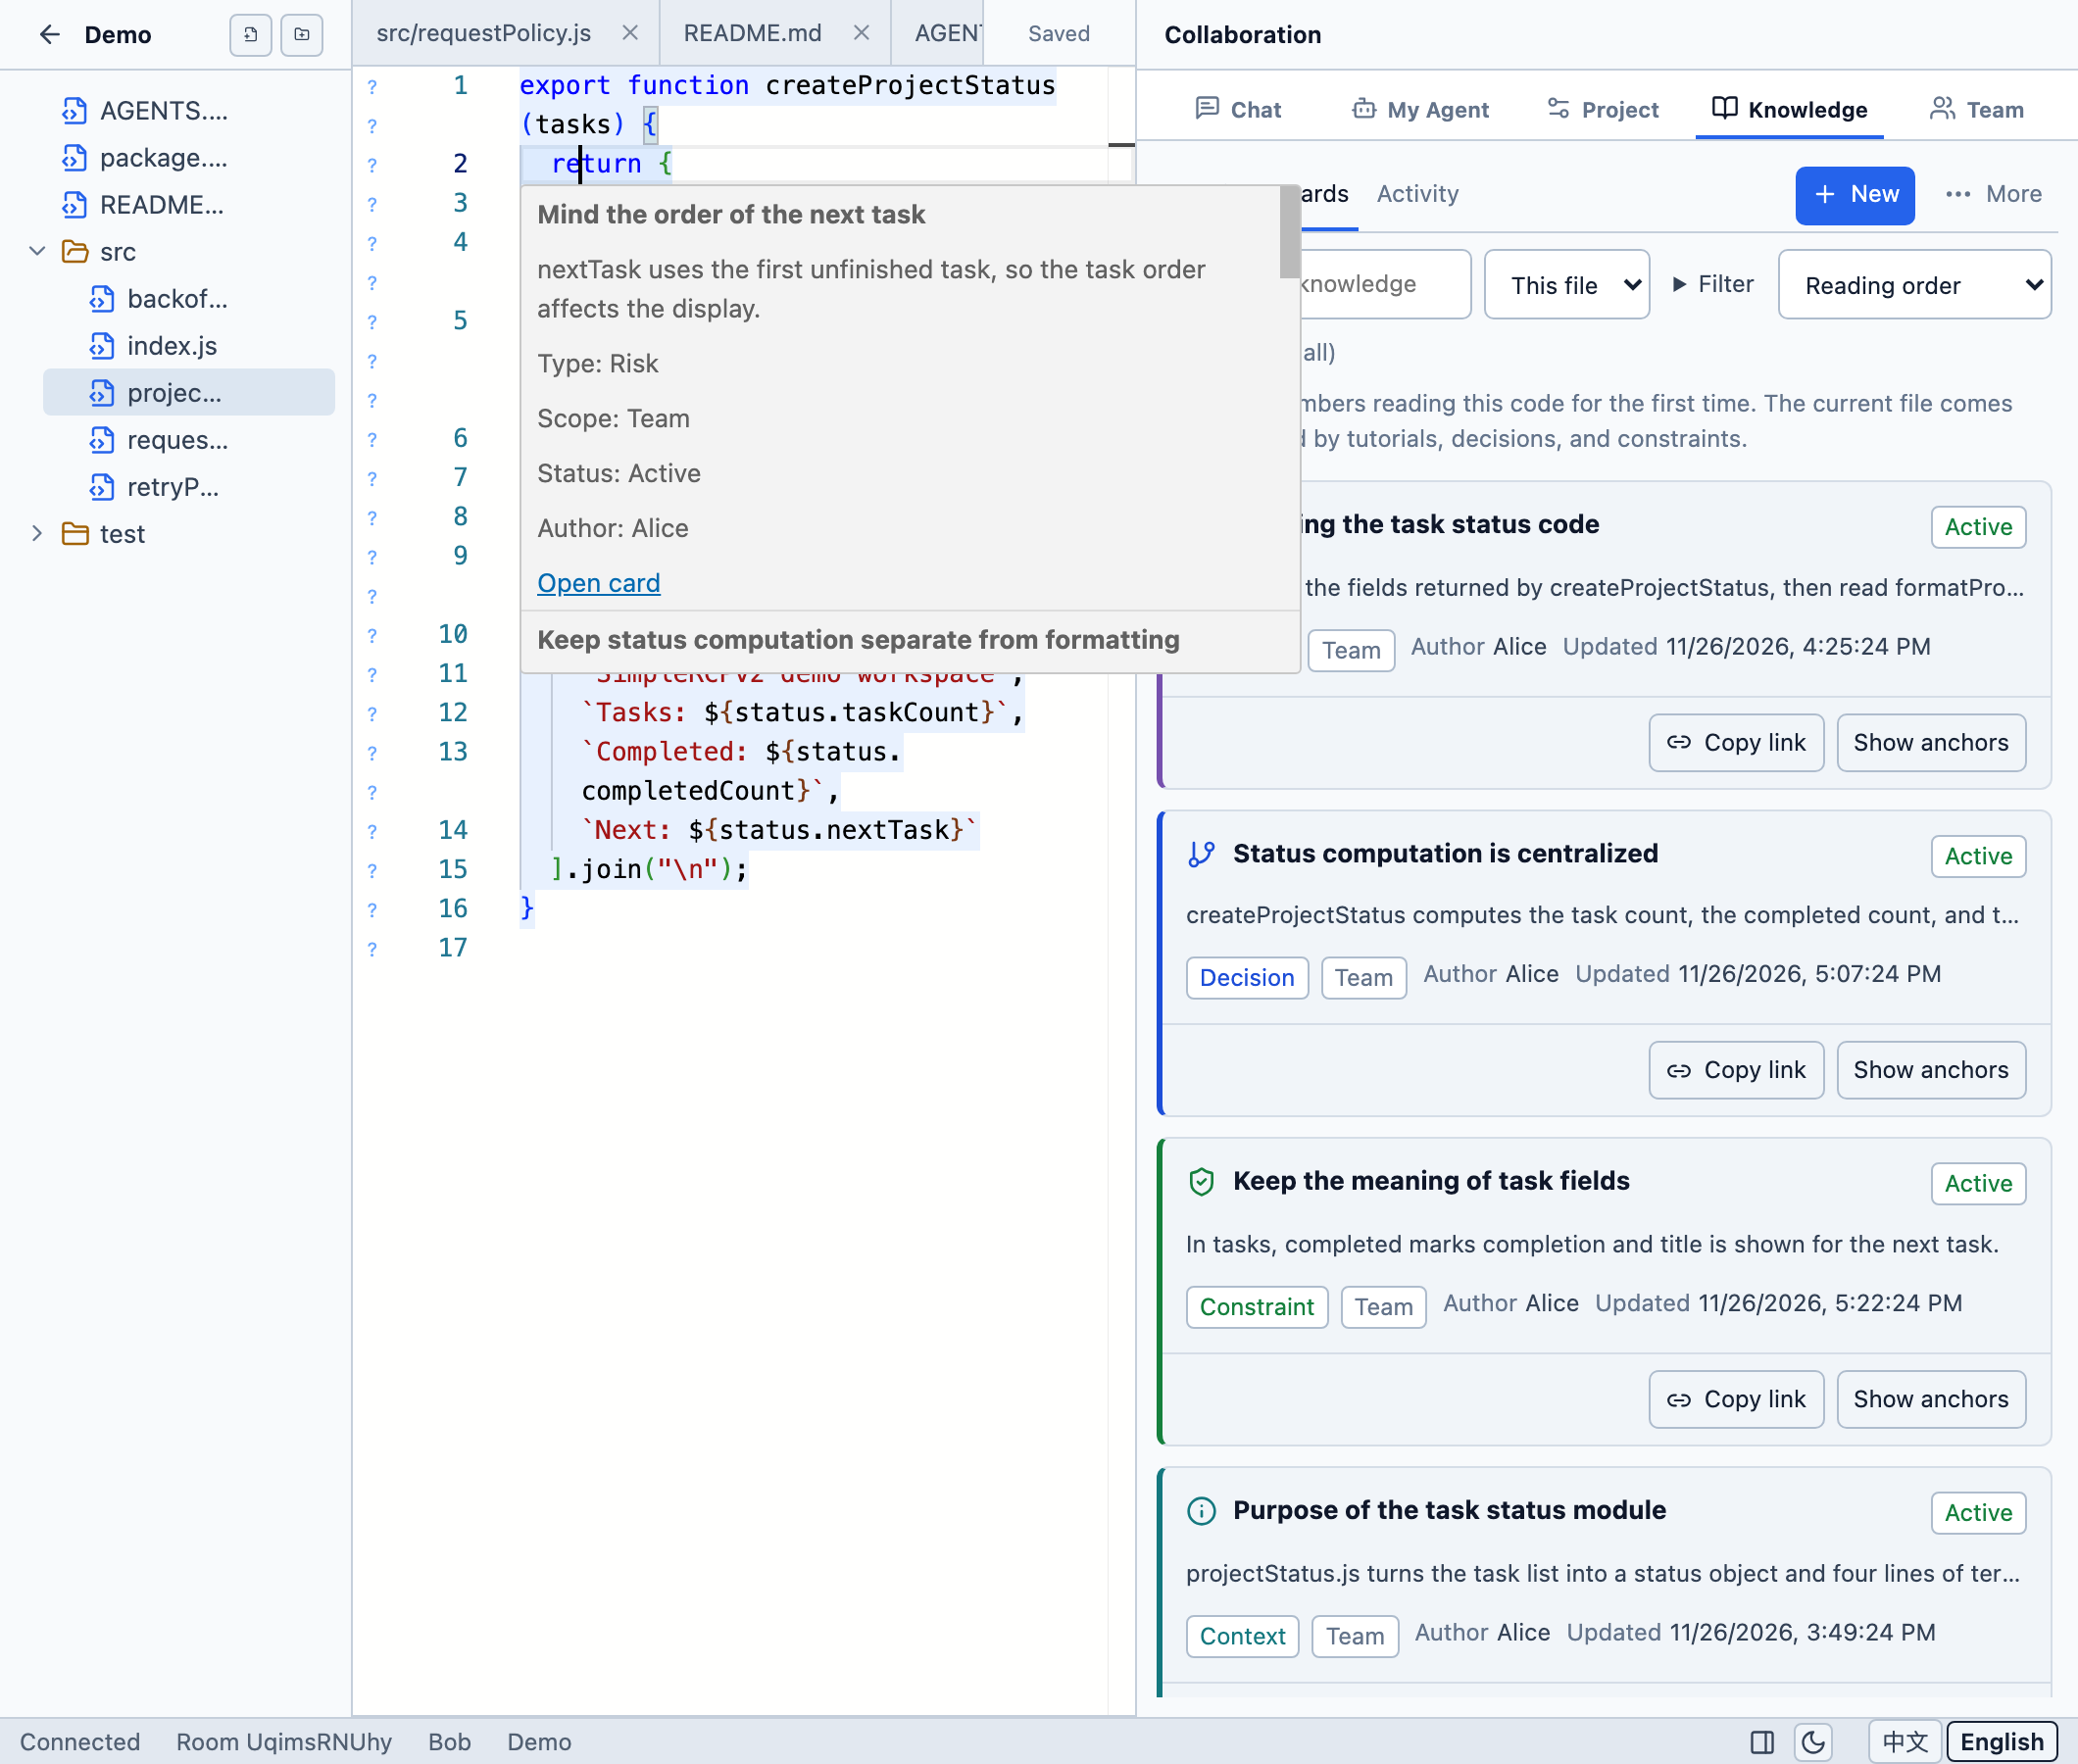 Demo
AGENTS....
package....
README...
src
backof...
index.js
projec...
reques...
retryP...
test
src/requestPolicy.js
README.md
AGEN
Saved
? 1 export function createProjectStatus
? (tasks) {
? 2 return {
? 3
? 4
?
? 5
?
?
? 6
? 7
? 8
? 9
?
? 10
? 11 `SimpleRCPv2 demo workspace`,
? 12 `Tasks: ${status.taskCount}`,
? 13 `Completed: ${status.
? completedCount}`,
? 14 `Next: ${status.nextTask}`
? 15 ].join("\n");
? 16 }
? 17
Mind the order of the next task
nextTask uses the first unfinished task, so the task order
affects the display.
Type: Risk
Scope: Team
Status: Active
Author: Alice
Open card
Keep status computation separate from formatting
Collaboration
Chat
My Agent
Project
Knowledge
Team
ards
Activity
+ New
··· More
knowledge
This file
Filter
Reading order
all)
mbers reading this code for the first time. The current file comes
d by tutorials, decisions, and constraints.
ing the task status code
Active
the fields returned by createProjectStatus, then read formatPro...
Team Author Alice Updated 11/26/2026, 4:25:24 PM
Copy link
Show anchors
Status computation is centralized
Active
createProjectStatus computes the task count, the completed count, and t...
Decision Team Author Alice Updated 11/26/2026, 5:07:24 PM
Copy link
Show anchors
Keep the meaning of task fields
Active
In tasks, completed marks completion and title is shown for the next task.
Constraint Team Author Alice Updated 11/26/2026, 5:22:24 PM
Copy link
Show anchors
Purpose of the task status module
Active
projectStatus.js turns the task list into a status object and four lines of ter...
Context Team Author Alice Updated 11/26/2026, 3:49:24 PM
Connected
Room UqimsRNUhy
Bob
Demo
中文
English